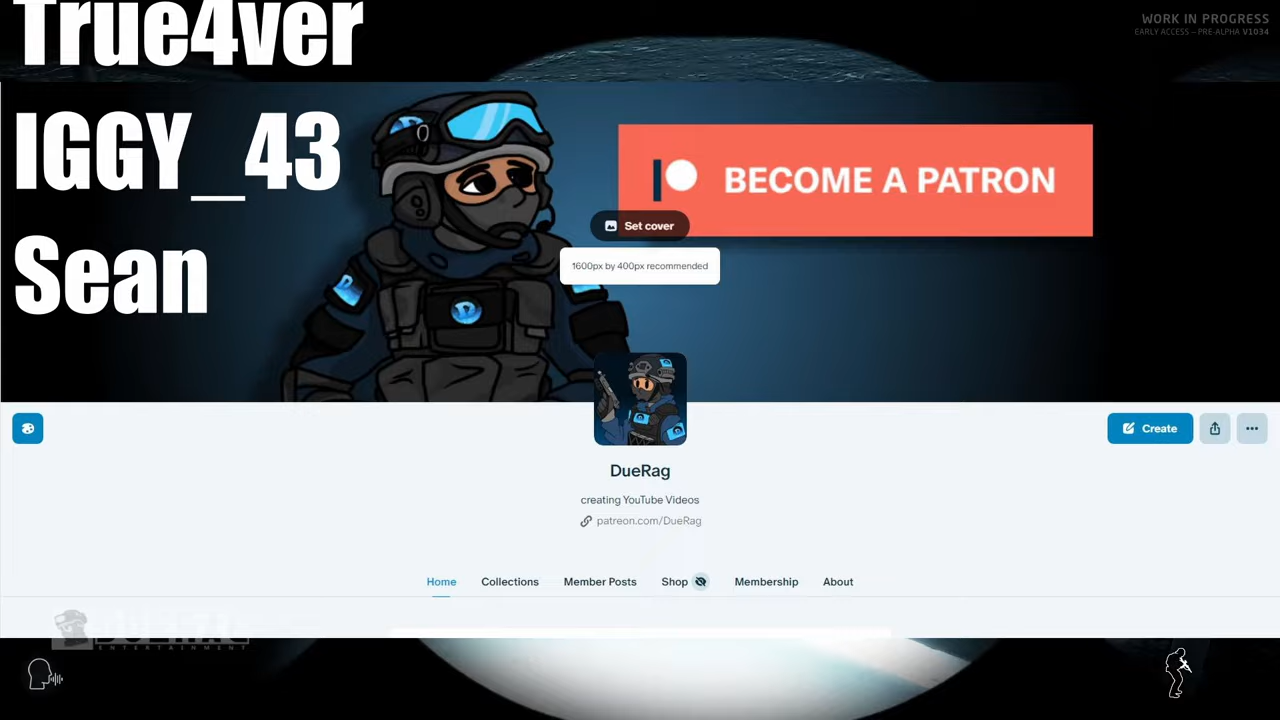 True4ver
IGGY_43
Sean
WORK IN PROGRESS
EARLY ACCESS – PRE-ALPHA V1034
BECOME A PATRON
Set cover
1600px by 400px recommended
Create
DueRag
creating YouTube Videos
patreon.com/DueRag
Home
Collections
Member Posts
Shop
Membership
About
ENTERTAINMENT